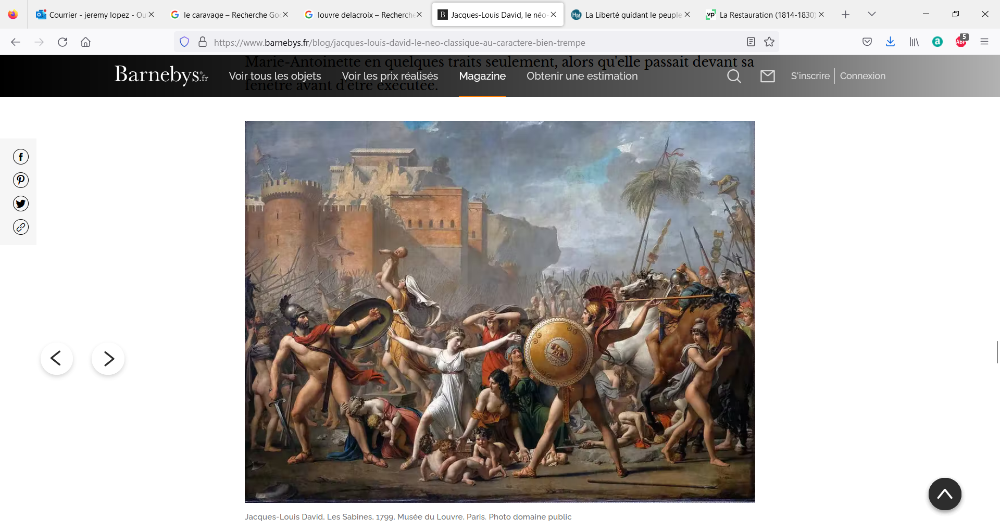 Courrier - jeremy lopez - Ou
le caravage – Recherche Goo
louvre delacroix – Recherche
Jacques-Louis David, le néo-
La Liberté guidant le peuple
La Restauration (1814-1830)
https://www.barnebys.fr/blog/jacques-louis-david-le-neo-classique-au-caractere-bien-trempe
5
ABP
Marie-Antoinette en quelques traits seulement, alors qu'elle passait devant sa
fenêtre avant d'être exécutée.
Barnebys.fr
Voir tous les objets
Voir les prix réalisés
Magazine
Obtenir une estimation
S'inscrire
Connexion
Jacques-Louis David, Les Sabines, 1799, Musée du Louvre, Paris. Photo domaine public